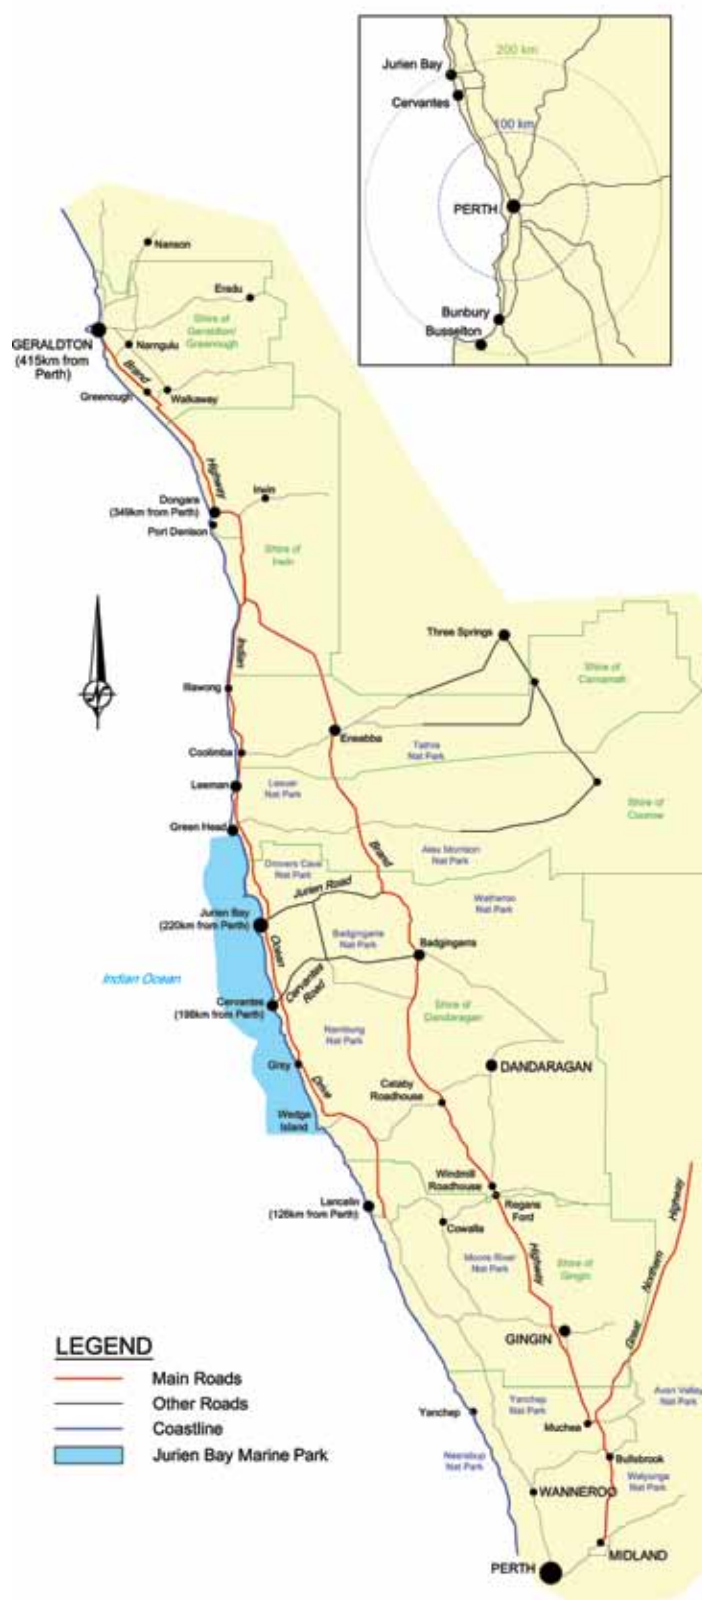 200 km
Jurien Bay
Cervantes
100 km
PERTH
Bunbury
Busselton
Nanson
Eradu
Shire of
Geraldton/
Greenough
GERALDTON
(415km from
Perth)
Narngulu
Brand
Greenough
Walkaway
Highway
Irwin
Dongara
(349km from Perth)
Port Denison
Shire of
Irwin
Three Springs
Indian
Shire of
Carnamah
Illawong
Eneabba
Tathra
Nat Park
Coolimba
Leeman
Lesuer
Nat Park
Shire of
Coorow
Green Head
Brand
Alex Morrison
Nat Park
Drovers Cave
Nat Park
Jurien Road
Watheroo
Nat Park
Jurien Bay
(220km from Perth)
Badgingarra
Nat Park
Badgingarra
Ocean
Indian Ocean
Cervantes
Road
Cervantes
(198km from Perth)
Shire of
Dandaragan
Nambung
Nat Park
Grey
DANDARAGAN
Drive
Cataby
Roadhouse
Wedge
Island
Windmill
Roadhouse
Lancelin
(126km from Perth)
Regans
Ford
Cowalla
Highway
Northern
Great
Moore River
Nat Park
Highway
Shire of
Gingin
GINGIN
LEGEND
Main Roads
Other Roads
Coastline
Jurien Bay Marine Park
Avon Valley
Nat Park
Yanchep
Yanchep
Nat Park
Muchea
Neerabup
Nat Park
Bullsbrook
Walyunga
Nat Park
WANNEROO
MIDLAND
PERTH